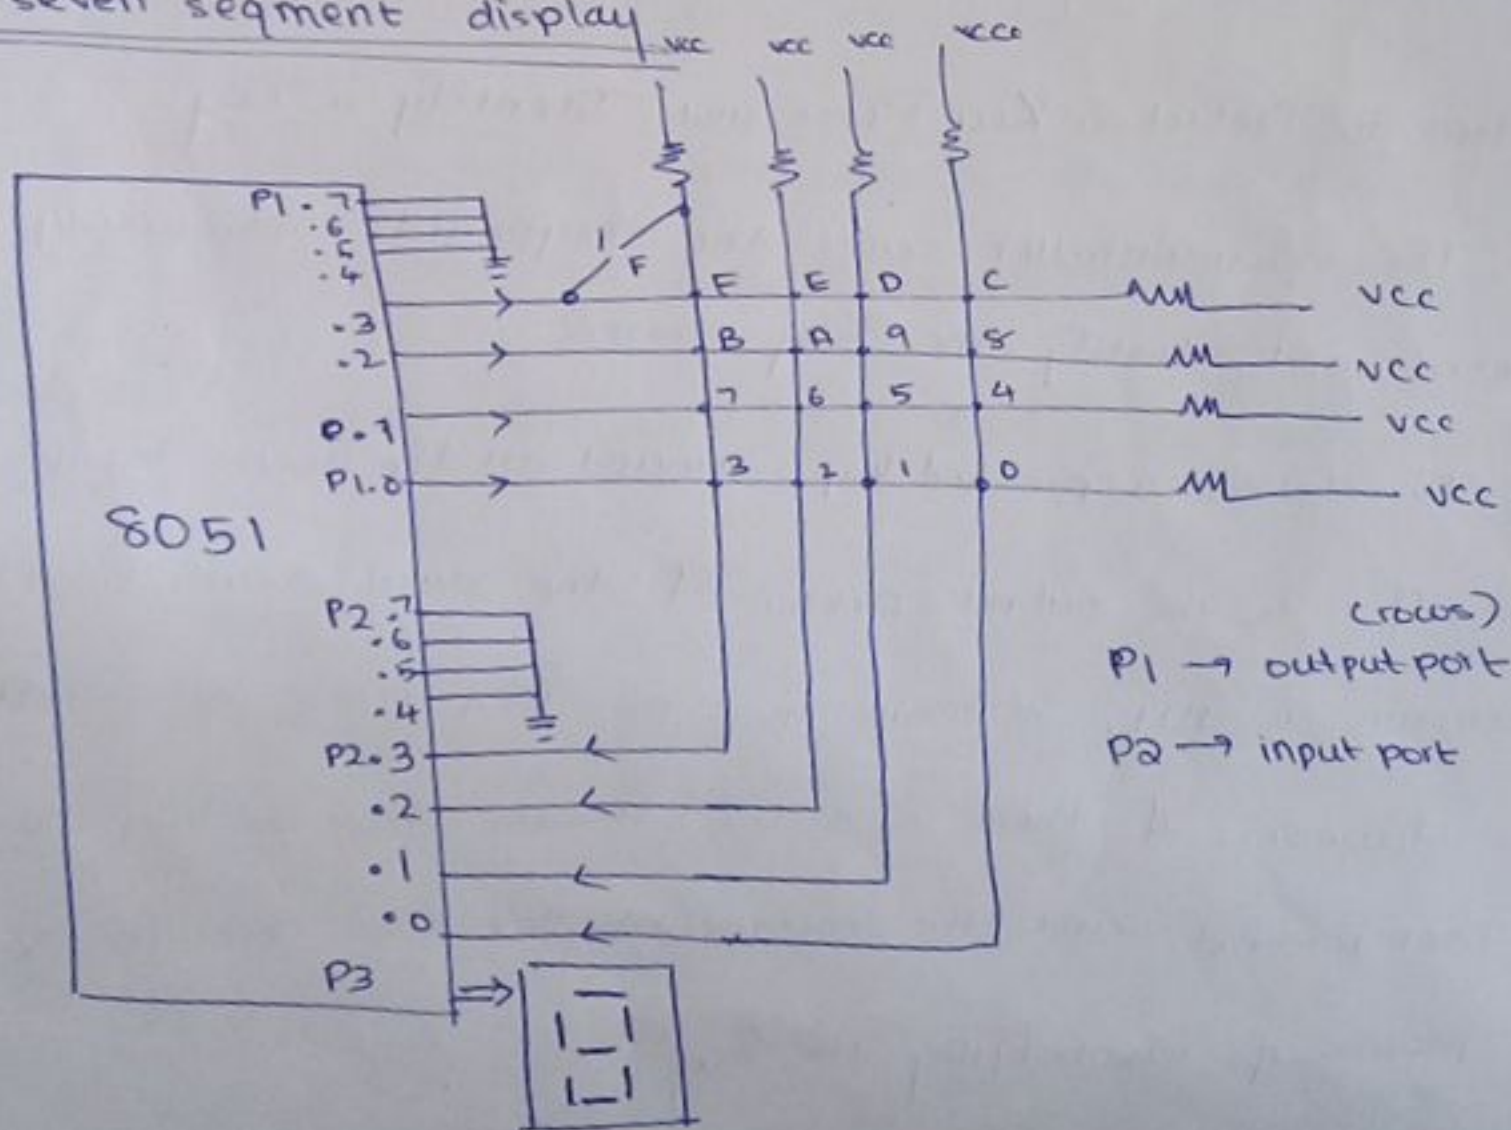 seven segment display
VCC VCC VCC VCC
P1.7
.6
.5
.4
1
F
F E D C VCC
.3
B A 9 8 VCC
.2
7 6 5 4 VCC
P.1
3 2 1 0 VCC
P1.0
8051
P2.7
.6
.5
.4
(rows)
P1 → output port
P2.3
P2 → input port
.2
.1
.0
P3